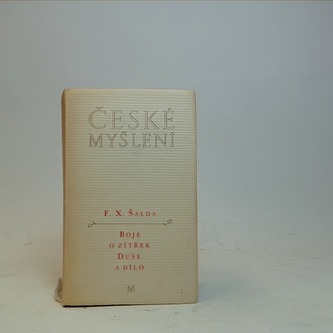 ČESKÉ
MYŠLENÍ
F. X. ŠALDA
BOJE
O ZÍTŘEK
DUŠE
A DÍLO